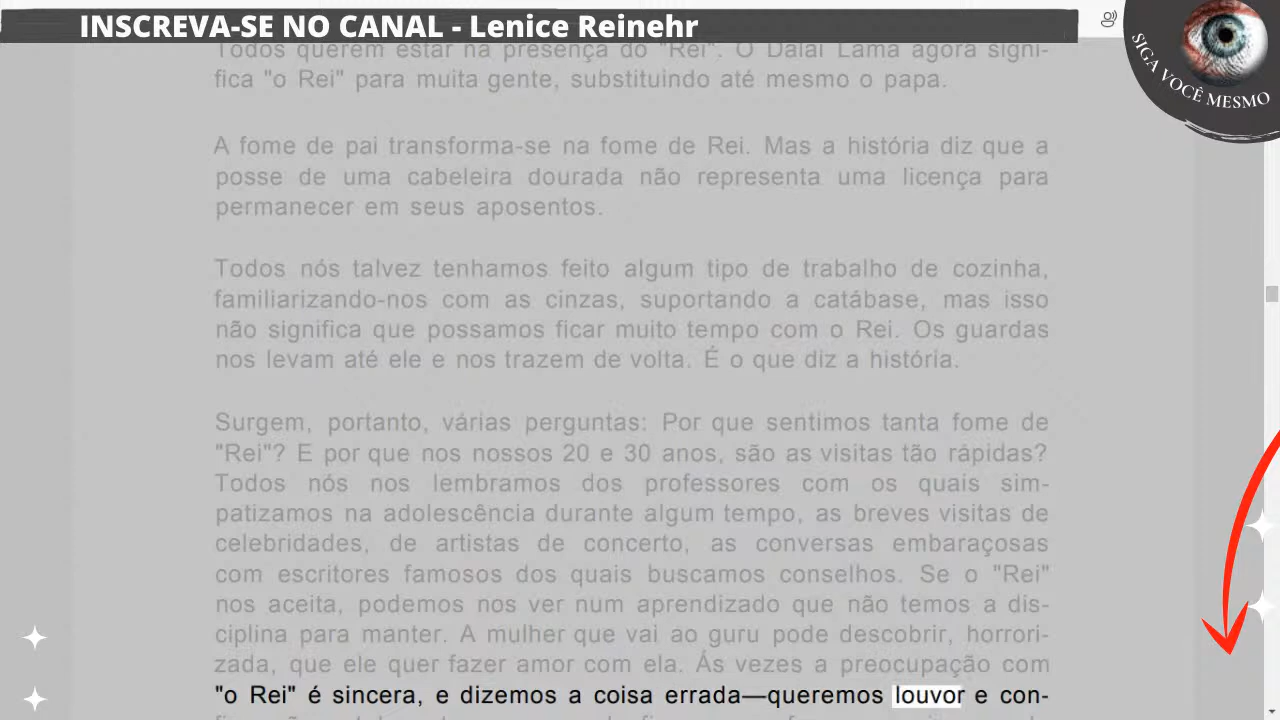 INSCREVA-SE NO CANAL - Lenice Reinehr
SIGA VOCÊ MESMO
Todos querem estar na presença do "Rei". O Dalai Lama agora signi-
fica "o Rei" para muita gente, substituindo até mesmo o papa.
A fome de pai transforma-se na fome de Rei. Mas a história diz que a
posse de uma cabeleira dourada não representa uma licença para
permanecer em seus aposentos.
Todos nós talvez tenhamos feito algum tipo de trabalho de cozinha,
familiarizando-nos com as cinzas, suportando a catábase, mas isso
não significa que possamos ficar muito tempo com o Rei. Os guardas
nos levam até ele e nos trazem de volta. É o que diz a história.
Surgem, portanto, várias perguntas: Por que sentimos tanta fome de
"Rei"? E por que nos nossos 20 e 30 anos, são as visitas tão rápidas?
Todos nós nos lembramos dos professores com os quais sim-
patizamos na adolescência durante algum tempo, as breves visitas de
celebridades, de artistas de concerto, as conversas embaraçosas
com escritores famosos dos quais buscamos conselhos. Se o "Rei"
nos aceita, podemos nos ver num aprendizado que não temos a dis-
ciplina para manter. A mulher que vai ao guru pode descobrir, horrori-
zada, que ele quer fazer amor com ela. Ás vezes a preocupação com
"o Rei" é sincera, e dizemos a coisa errada—queremos louvor e con-